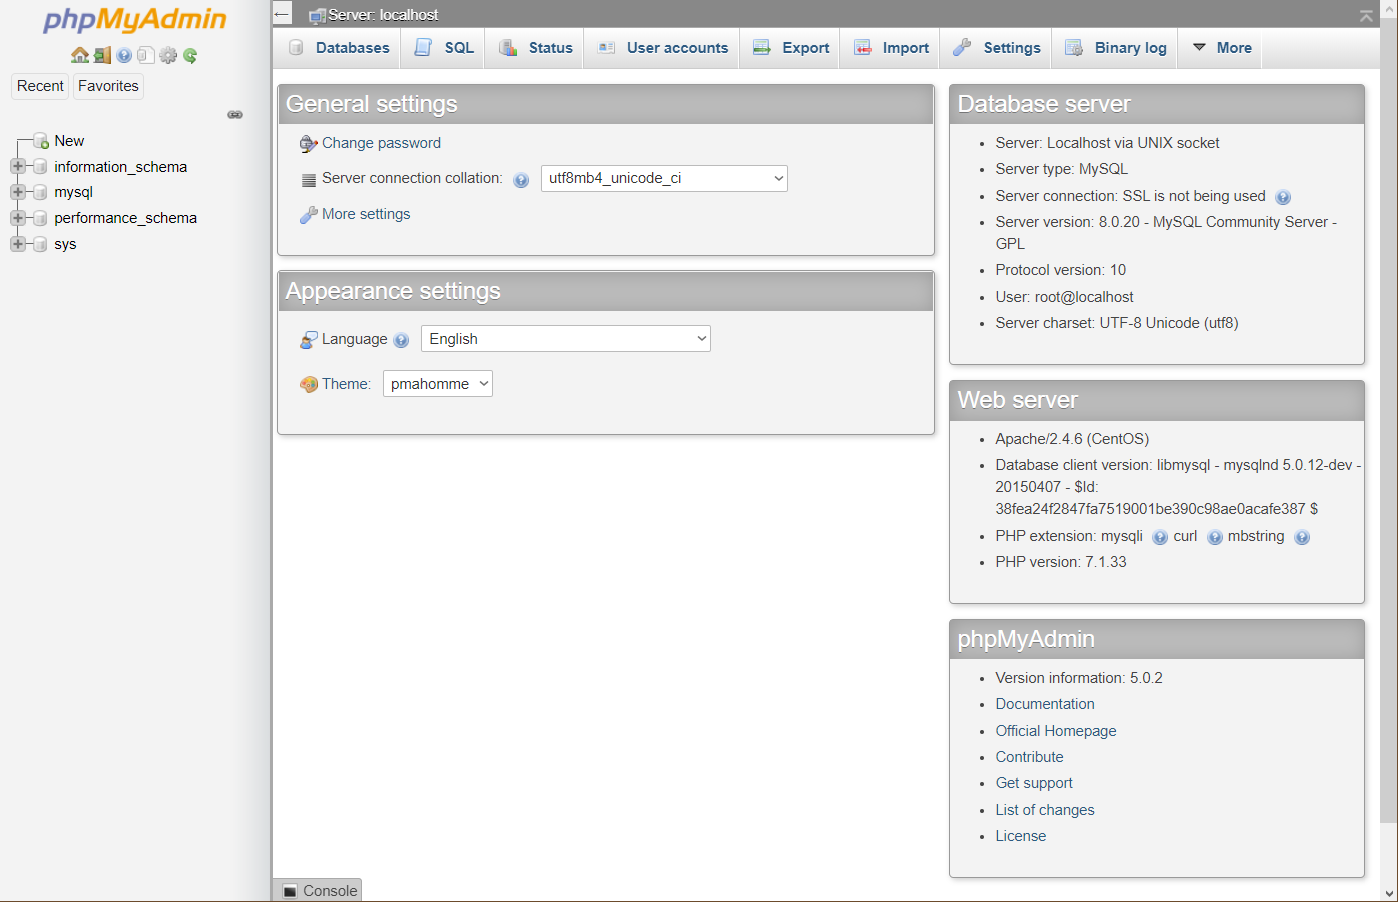 phpMyAdmin
Recent
Favorites
New
information_schema
mysql
performance_schema
sys
Server: localhost
Databases
SQL
Status
User accounts
Export
Import
Settings
Binary log
More
General settings
Change password
Server connection collation:
utf8mb4_unicode_ci
More settings
Appearance settings
Language
English
Theme:
pmahomme
Database server
Server: Localhost via UNIX socket
Server type: MySQL
Server connection: SSL is not being used
Server version: 8.0.20 - MySQL Community Server -
GPL
Protocol version: 10
User: root@localhost
Server charset: UTF-8 Unicode (utf8)
Web server
Apache/2.4.6 (CentOS)
Database client version: libmysql - mysqlnd 5.0.12-dev -
20150407 - $Id:
38fea24f2847fa7519001be390c98ae0acafe387 $
PHP extension: mysqli curl mbstring
PHP version: 7.1.33
phpMyAdmin
Version information: 5.0.2
Documentation
Official Homepage
Contribute
Get support
List of changes
License
Console